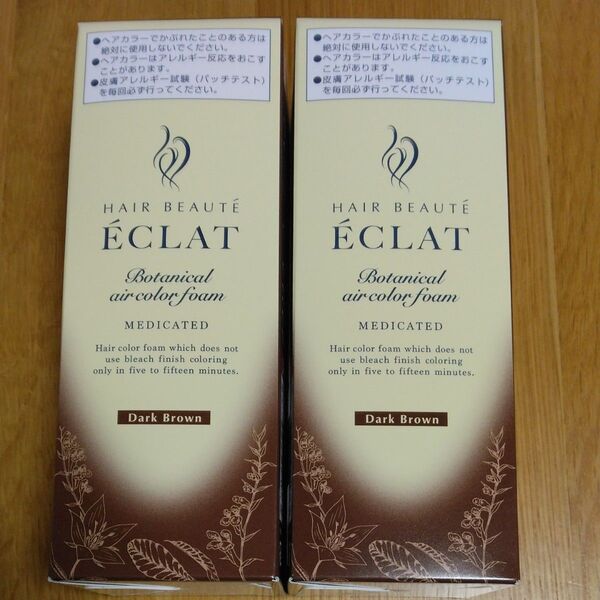 ●ヘアカラーでかぶれたことのある方は
絶対に使用しないでください。
●ヘアカラーはアレルギー反応をおこす
ことがあります。
●皮膚アレルギー試験（パッチテスト）
を毎回必ず行ってください。
HAIR BEAUTÉ
ÉCLAT
Botanical
air color foam
MEDICATED
Hair color foam which does not
use bleach finish coloring
only in five to fifteen minutes.
Dark Brown
●ヘアカラーでかぶれたことのある方は
絶対に使用しないでください。
●ヘアカラーはアレルギー反応をおこす
ことがあります。
●皮膚アレルギー試験（パッチテスト）
を毎回必ず行ってください。
HAIR BEAUTÉ
ÉCLAT
Botanical
air color foam
MEDICATED
Hair color foam which does not
use bleach finish coloring
only in five to fifteen minutes.
Dark Brown